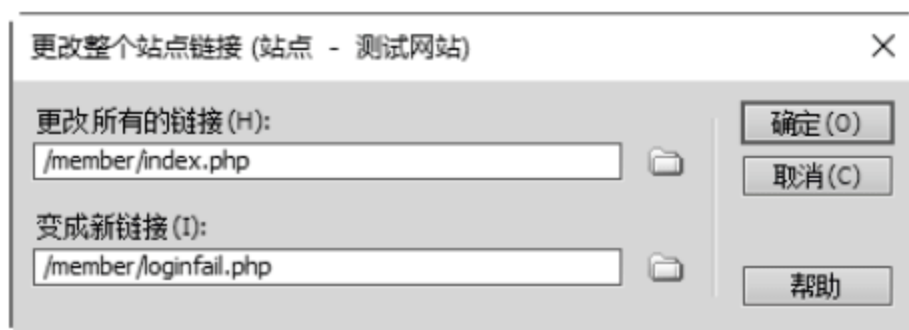 更改整个站点链接 (站点 - 测试网站)
更改所有的链接(H):
/member/index.php
确定(O)
取消(C)
变成新链接(I):
/member/loginfail.php
帮助